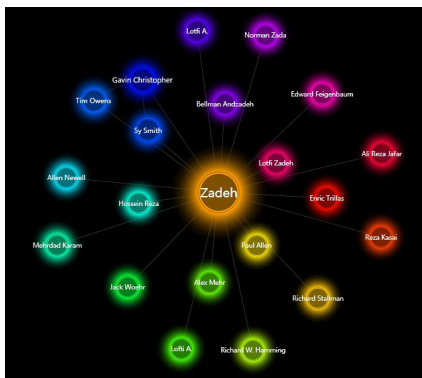 Lotfi A.
Norman Zada
Gavin Christopher
Edward Feigenbaum
Tim Owens
Bellman Andzadeh
Sy Smith
Ali Reza Jafar
Lotfi Zadeh
Allen Newell
Zadeh
Enric Trillas
Hossein Reza
Reza Kasai
Mehrdad Karam
Paul Allen
Alex Mehr
Jack Woehr
Richard Stallman
Lofti A.
Richard W. Hamming